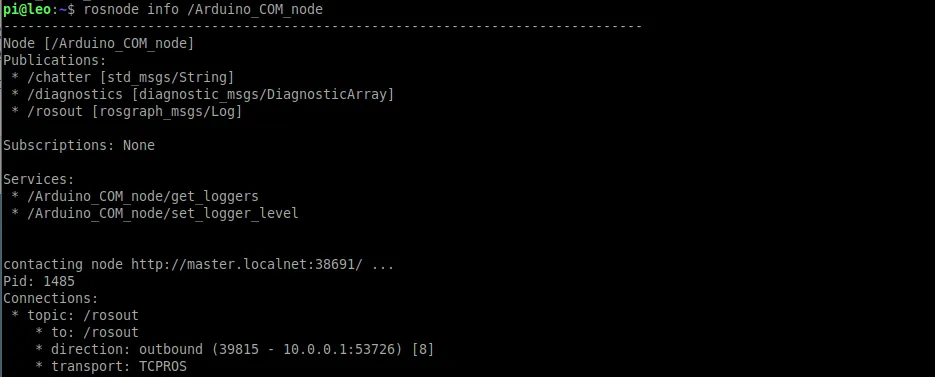 pi@leo:~$ rosnode info /Arduino_COM_node
--------------------------------------------------------------------------------
Node [/Arduino_COM_node]
Publications:
 * /chatter [std_msgs/String]
 * /diagnostics [diagnostic_msgs/DiagnosticArray]
 * /rosout [rosgraph_msgs/Log]

Subscriptions: None

Services:
 * /Arduino_COM_node/get_loggers
 * /Arduino_COM_node/set_logger_level


contacting node http://master.localnet:38691/ ...
Pid: 1485
Connections:
 * topic: /rosout
    * to: /rosout
    * direction: outbound (39815 - 10.0.0.1:53726) [8]
    * transport: TCPROS